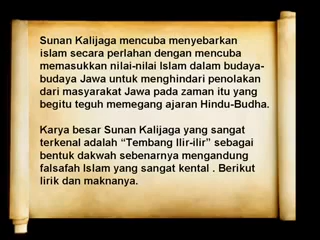 Sunan Kalijaga mencuba menyebarkan
islam secara perlahan dengan mencuba
memasukkan nilai-nilai Islam dalam budaya-
budaya Jawa untuk menghindari penolakan
dari masyarakat Jawa pada zaman itu yang
begitu teguh memegang ajaran Hindu-Budha.
Karya besar Sunan Kalijaga yang sangat
terkenal adalah “Tembang Ilir-ilir” sebagai
bentuk dakwah sebenarnya mengandung
falsafah Islam yang sangat kental . Berikut
lirik dan maknanya.